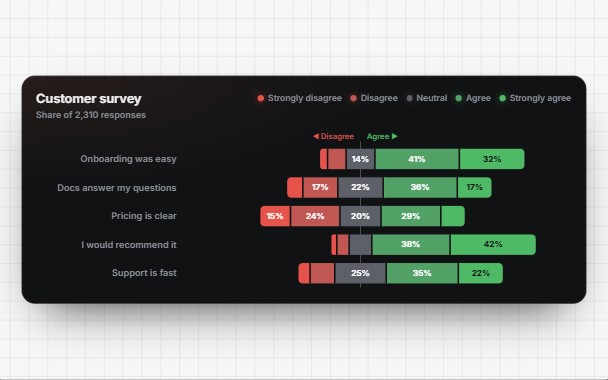 Customer survey
Share of 2,310 responses
Strongly disagree Disagree Neutral Agree Strongly agree
◀ Disagree Agree ▶
Onboarding was easy 14% 41% 32%
Docs answer my questions 17% 22% 36% 17%
Pricing is clear 15% 24% 20% 29%
I would recommend it 38% 42%
Support is fast 25% 35% 22%